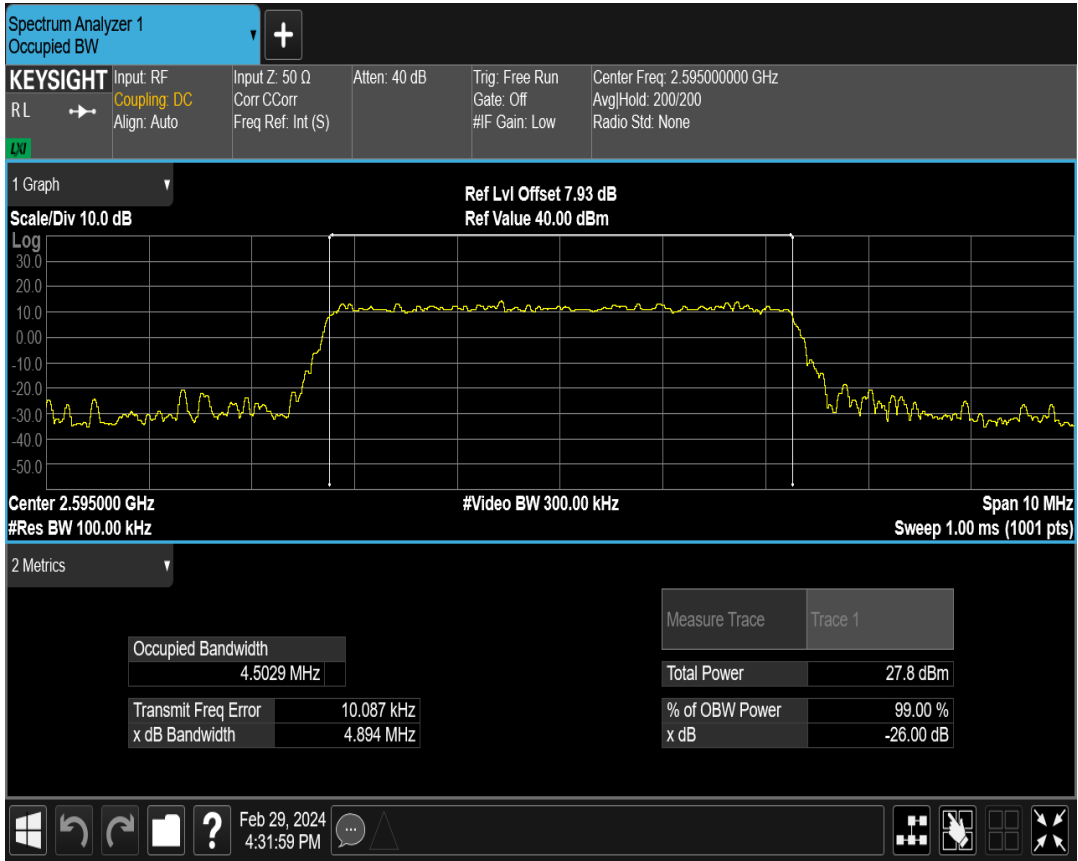 Spectrum Analyzer 1
Occupied BW
+
KEYSIGHT
R L
LXI
Input: RF
Coupling: DC
Align: Auto
Input Z: 50 Ω
Corr CCorr
Freq Ref: Int (S)
Atten: 40 dB
Trig: Free Run
Gate: Off
#IF Gain: Low
Center Freq: 2.595000000 GHz
Avg|Hold: 200/200
Radio Std: None
1 Graph
Scale/Div 10.0 dB
Ref Lvl Offset 7.93 dB
Ref Value 40.00 dBm
Log
30.0
20.0
10.0
0.00
-10.0
-20.0
-30.0
-40.0
-50.0
Center 2.595000 GHz
#Video BW 300.00 kHz
Span 10 MHz
#Res BW 100.00 kHz
Sweep 1.00 ms (1001 pts)
2 Metrics
Measure Trace Trace 1
Occupied Bandwidth
4.5029 MHz
Total Power 27.8 dBm
Transmit Freq Error 10.087 kHz
% of OBW Power 99.00 %
x dB Bandwidth 4.894 MHz
x dB -26.00 dB
?
Feb 29, 2024
4:31:59 PM
...